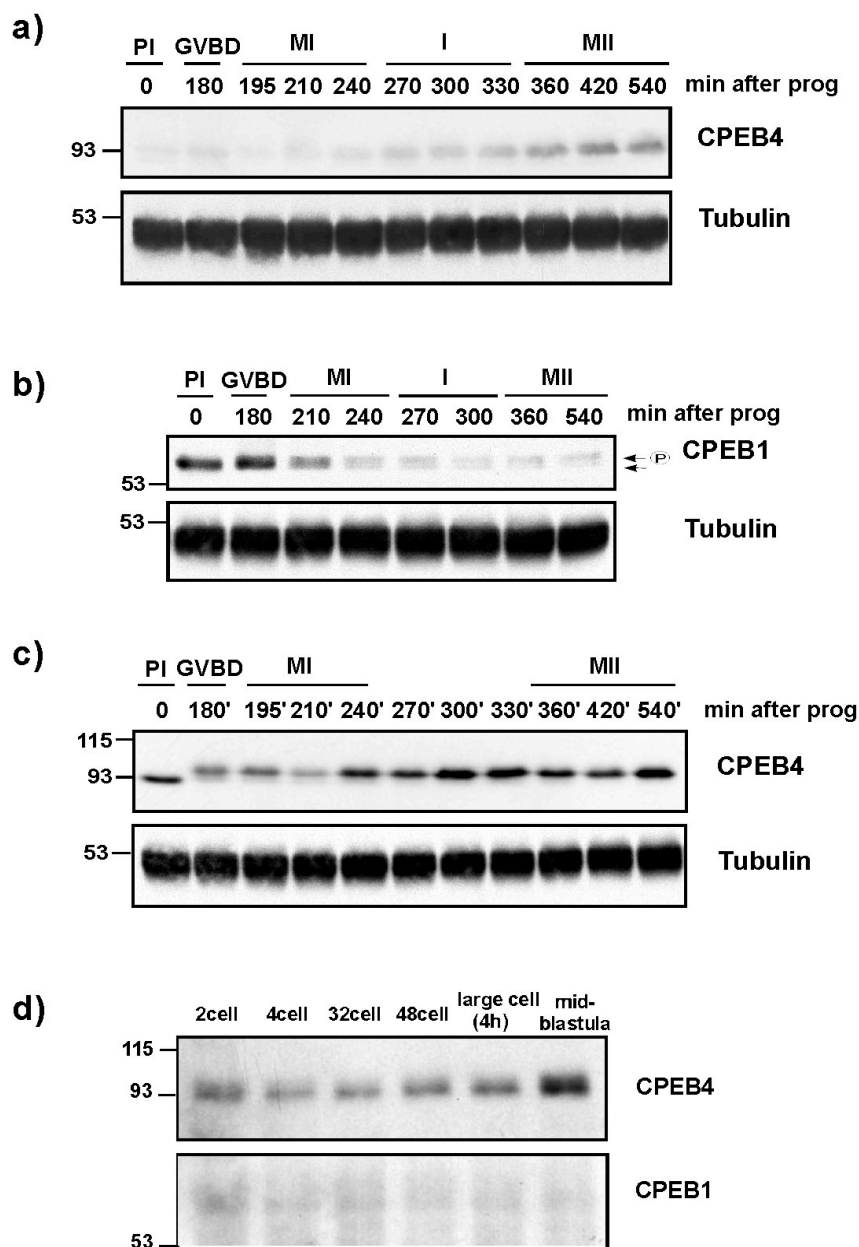 a)
PI GVBD MI I MII
0 180 195 210 240 270 300 330 360 420 540 min after prog
93 CPEB4
53 Tubulin
b)
PI GVBD MI I MII
0 180 210 240 270 300 360 540 min after prog
P CPEB1
53
53 Tubulin
c)
PI GVBD MI MII
0 180' 195' 210' 240' 270' 300' 330' 360' 420' 540' min after prog
115
93 CPEB4
53 Tubulin
d)
2cell 4cell 32cell 48cell large cell (4h) mid-blastula
115
93 CPEB4
CPEB1
53